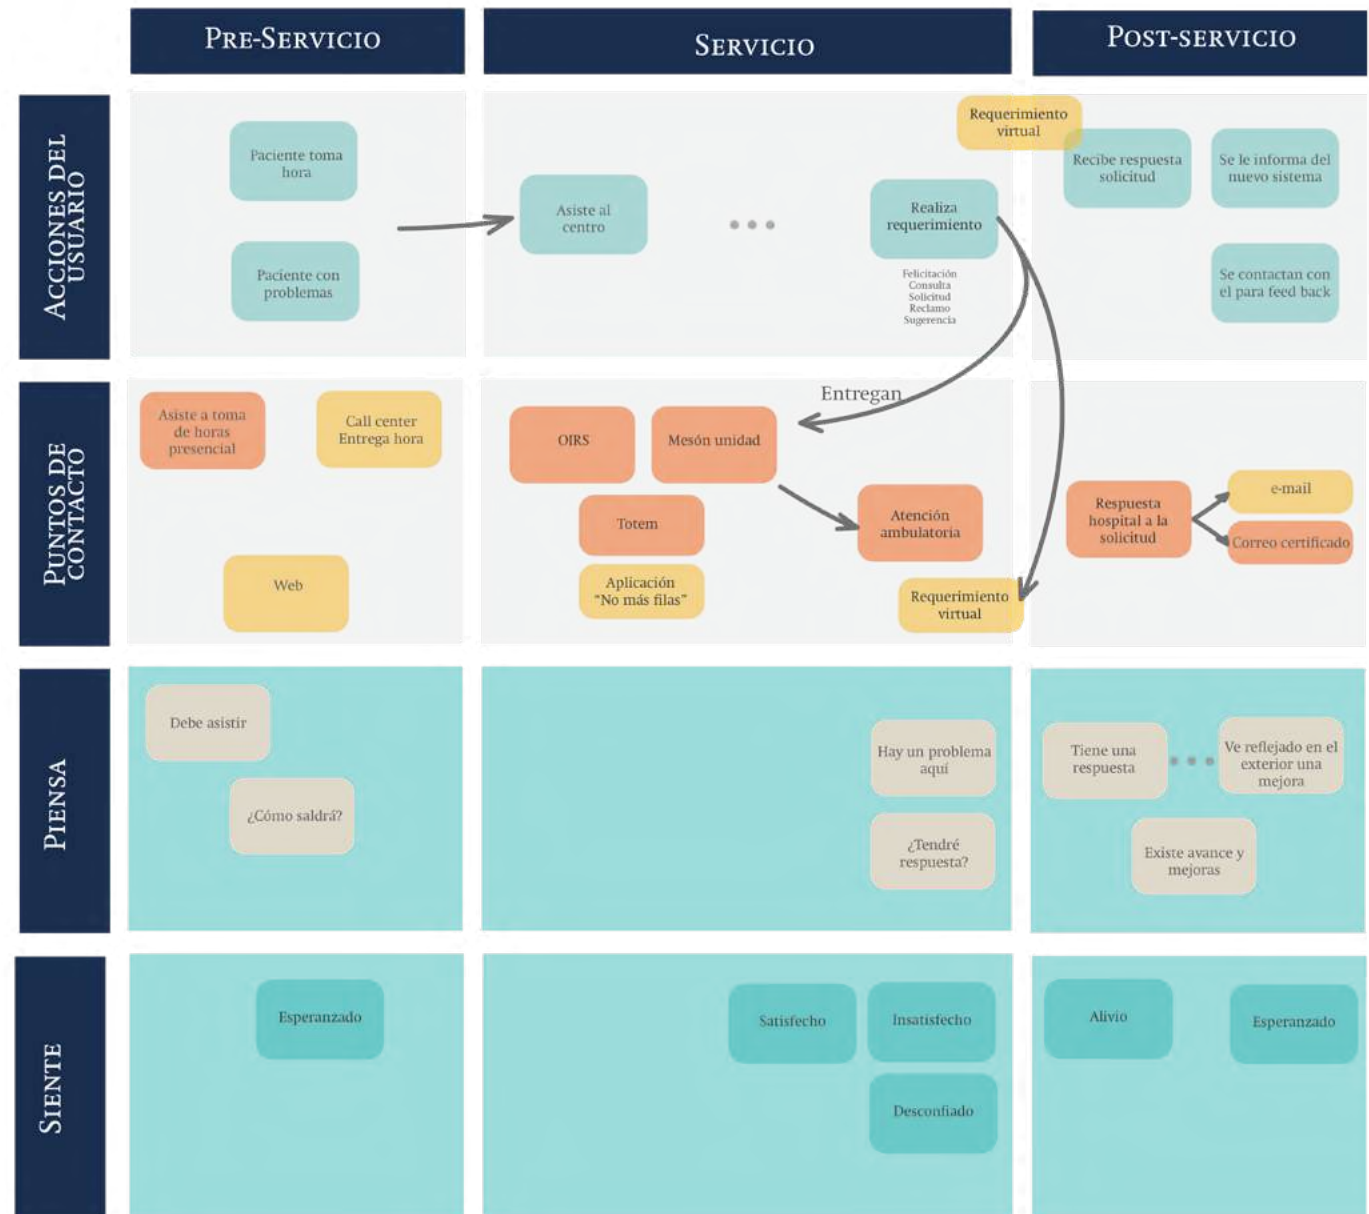 PRE-SERVICIO
SERVICIO
POST-SERVICIO
ACCIONES DEL
USUARIO
Paciente toma
hora
Paciente con
problemas
Asiste al
centro
Realiza
requerimiento
Felicitación
Consulta
Solicitud
Reclamo
Sugerencia
Requerimiento
virtual
Recibe respuesta
solicitud
Se le informa del
nuevo sistema
Se contactan con
el para feed back
PUNTOS DE
CONTACTO
Asiste a toma
de horas
presencial
Call center
Entrega hora
Web
Entregan
OIRS
Mesón unidad
Totem
Aplicación
"No más filas"
Atención
ambulatoria
Requerimiento
virtual
Respuesta
hospital a la
solicitud
e-mail
Correo certificado
PIENSA
Debe asistir
¿Cómo saldrá?
Hay un problema
aquí
¿Tendré
respuesta?
Tiene una
respuesta
Ve reflejado en el
exterior una
mejora
Existe avance y
mejoras
SIENTE
Esperanzado
Satisfecho
Insatisfecho
Desconfiado
Alivio
Esperanzado